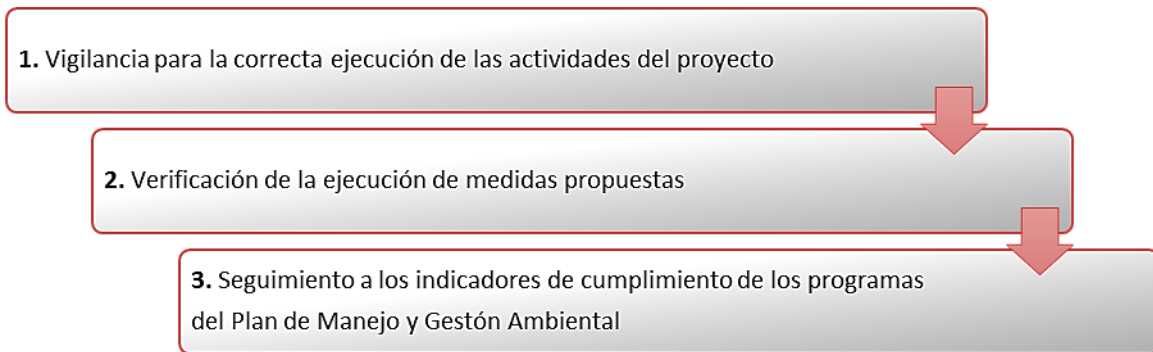 1. Vigilancia para la correcta ejecución de las actividades del proyecto
2. Verificación de la ejecución de medidas propuestas
3. Seguimiento a los indicadores de cumplimiento de los programas
del Plan de Manejo y Gestón Ambiental